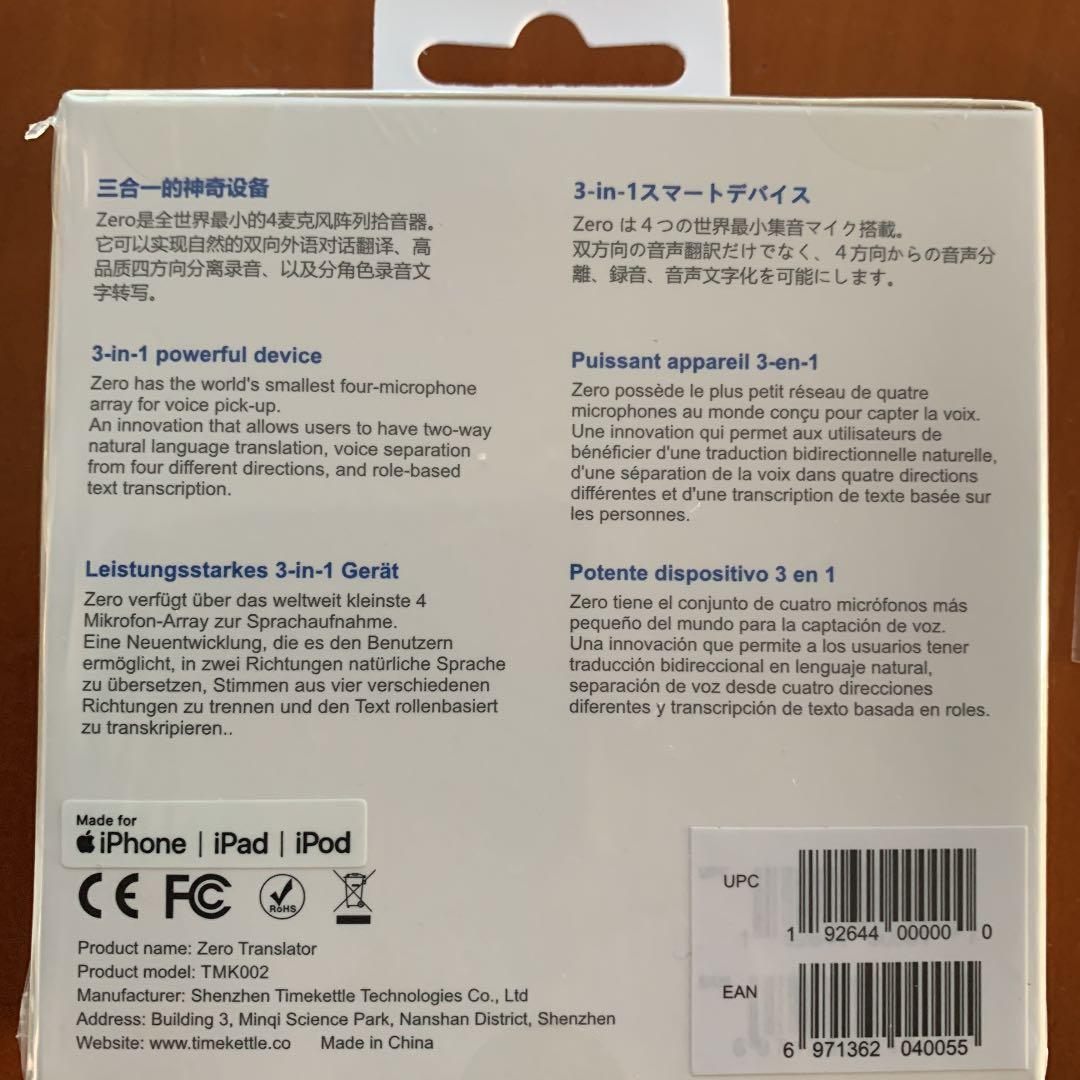 三合一的神奇设备
Zero是全世界最小的4麦克风阵列拾音器。
它可以实现自然的双向外语对话翻译、高
品质四方向分离录音、以及分角色录音文
字转写。
3-in-1スマートデバイス
Zero は４つの世界最小集音マイク搭載。
双方向の音声翻訳だけでなく、４方向からの音声分
離、録音、音声文字化を可能にします。
3-in-1 powerful device
Zero has the world's smallest four-microphone
array for voice pick-up.
An innovation that allows users to have two-way
natural language translation, voice separation
from four different directions, and role-based
text transcription.
Puissant appareil 3-en-1
Zero possède le plus petit réseau de quatre
microphones au monde conçu pour capter la voix.
Une innovation qui permet aux utilisateurs de
bénéficier d'une traduction bidirectionnelle naturelle,
d'une séparation de la voix dans quatre directions
différentes et d'une transcription de texte basée sur
les personnes.
Leistungsstarkes 3-in-1 Gerät
Zero verfügt über das weltweit kleinste 4
Mikrofon-Array zur Sprachaufnahme.
Eine Neuentwicklung, die es den Benutzern
ermöglicht, in zwei Richtungen natürliche Sprache
zu übersetzen, Stimmen aus vier verschiedenen
Richtungen zu trennen und den Text rollenbasiert
zu transkripieren..
Potente dispositivo 3 en 1
Zero tiene el conjunto de cuatro micrófonos más
pequeño del mundo para la captación de voz.
Una innovación que permite a los usuarios tener
traducción bidireccional en lenguaje natural,
separación de voz desde cuatro direcciones
diferentes y transcripción de texto basada en roles.
Made for
iPhone | iPad | iPod
CE FC RoHS
Product name: Zero Translator
Product model: TMK002
Manufacturer: Shenzhen Timekettle Technologies Co., Ltd
Address: Building 3, Minqi Science Park, Nanshan District, Shenzhen
Website: www.timekettle.co Made in China
UPC
1 92644 00000 0
EAN
6 971362 040055